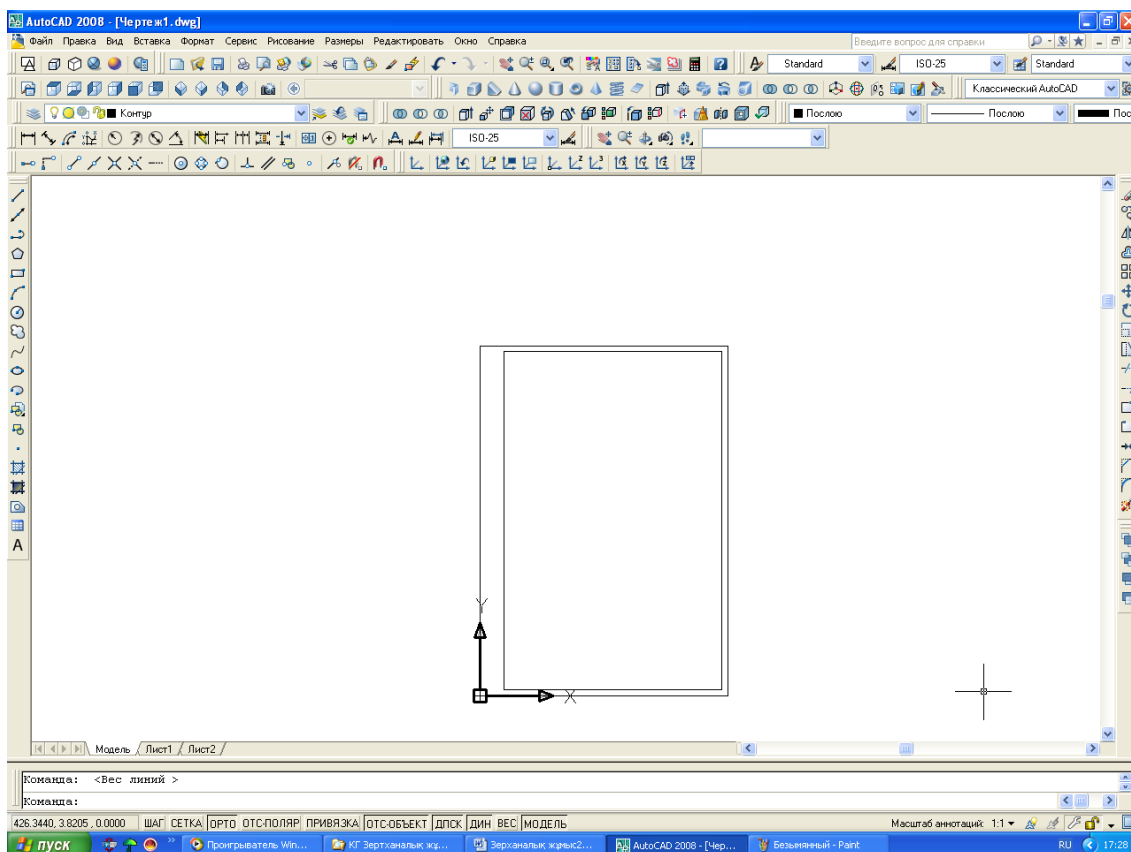 AutoCAD 2008 - [Чертеж1.dwg]
Файл Правка Вид Вставка Формат Сервис Рисование Размеры Редактировать Окно Справка Введите вопрос для справки
Standard ISO-25 Standard
Классический AutoCAD
Контур Послою Послою Пос
ISO-25
A
Y
X
Модель Лист1 Лист2
Команда: <Вес линий >
Команда:
426.3440, 3.8205, 0.0000 ШАГ СЕТКА ОРТО ОТС-ПОЛЯР ПРИВЯЗКА ОТС-ОБЪЕКТ ДПСК ДИН ВЕС МОДЕЛЬ Масштаб аннотаций: 1:1
пуск Проигрыватель Win... КГ Зертханалық жұ... Зерханалық жұмыс2... AutoCAD 2008 - [Чер... Безымянный - Paint RU 17:28